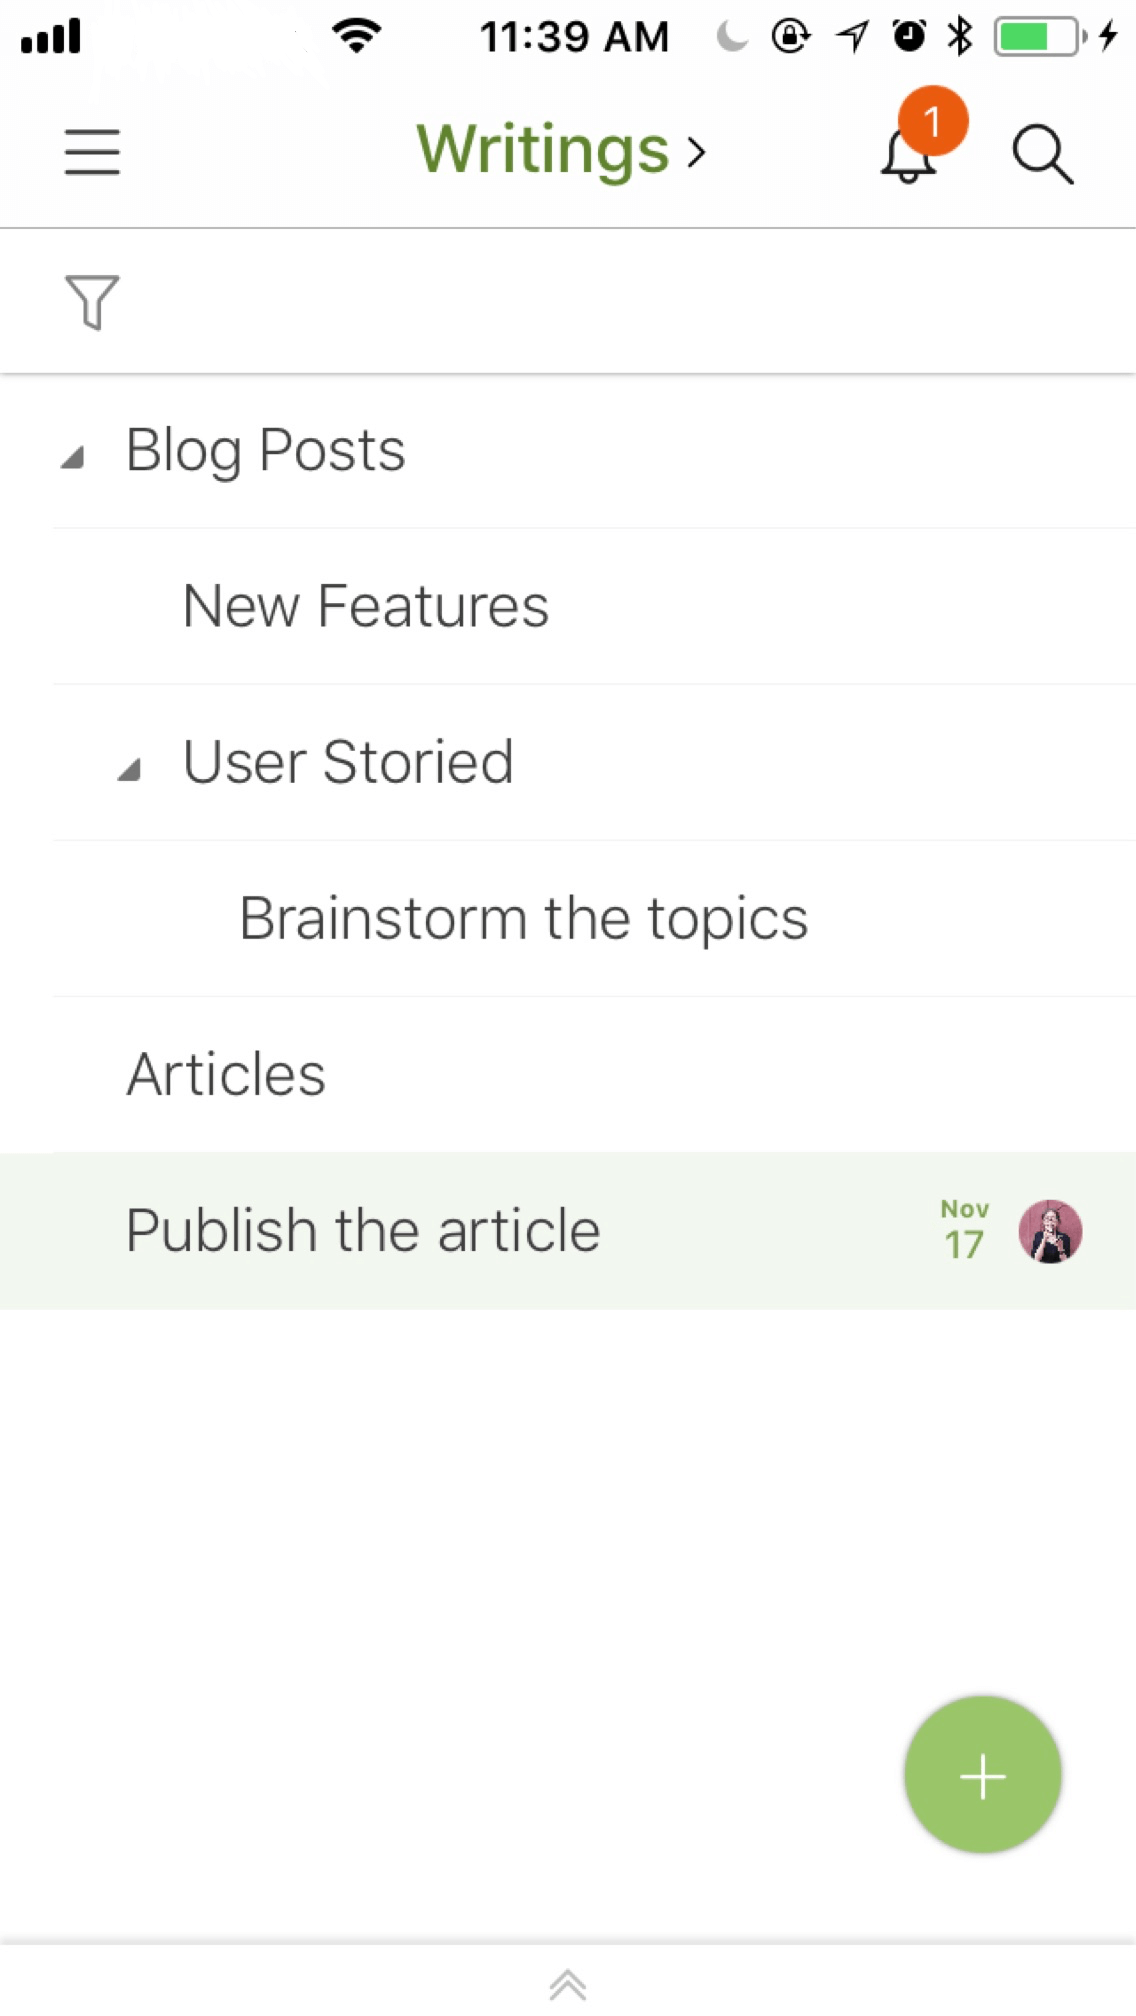 11:39 AM
Writings
1
Blog Posts
New Features
User Storied
Brainstorm the topics
Articles
Publish the article
Nov
17